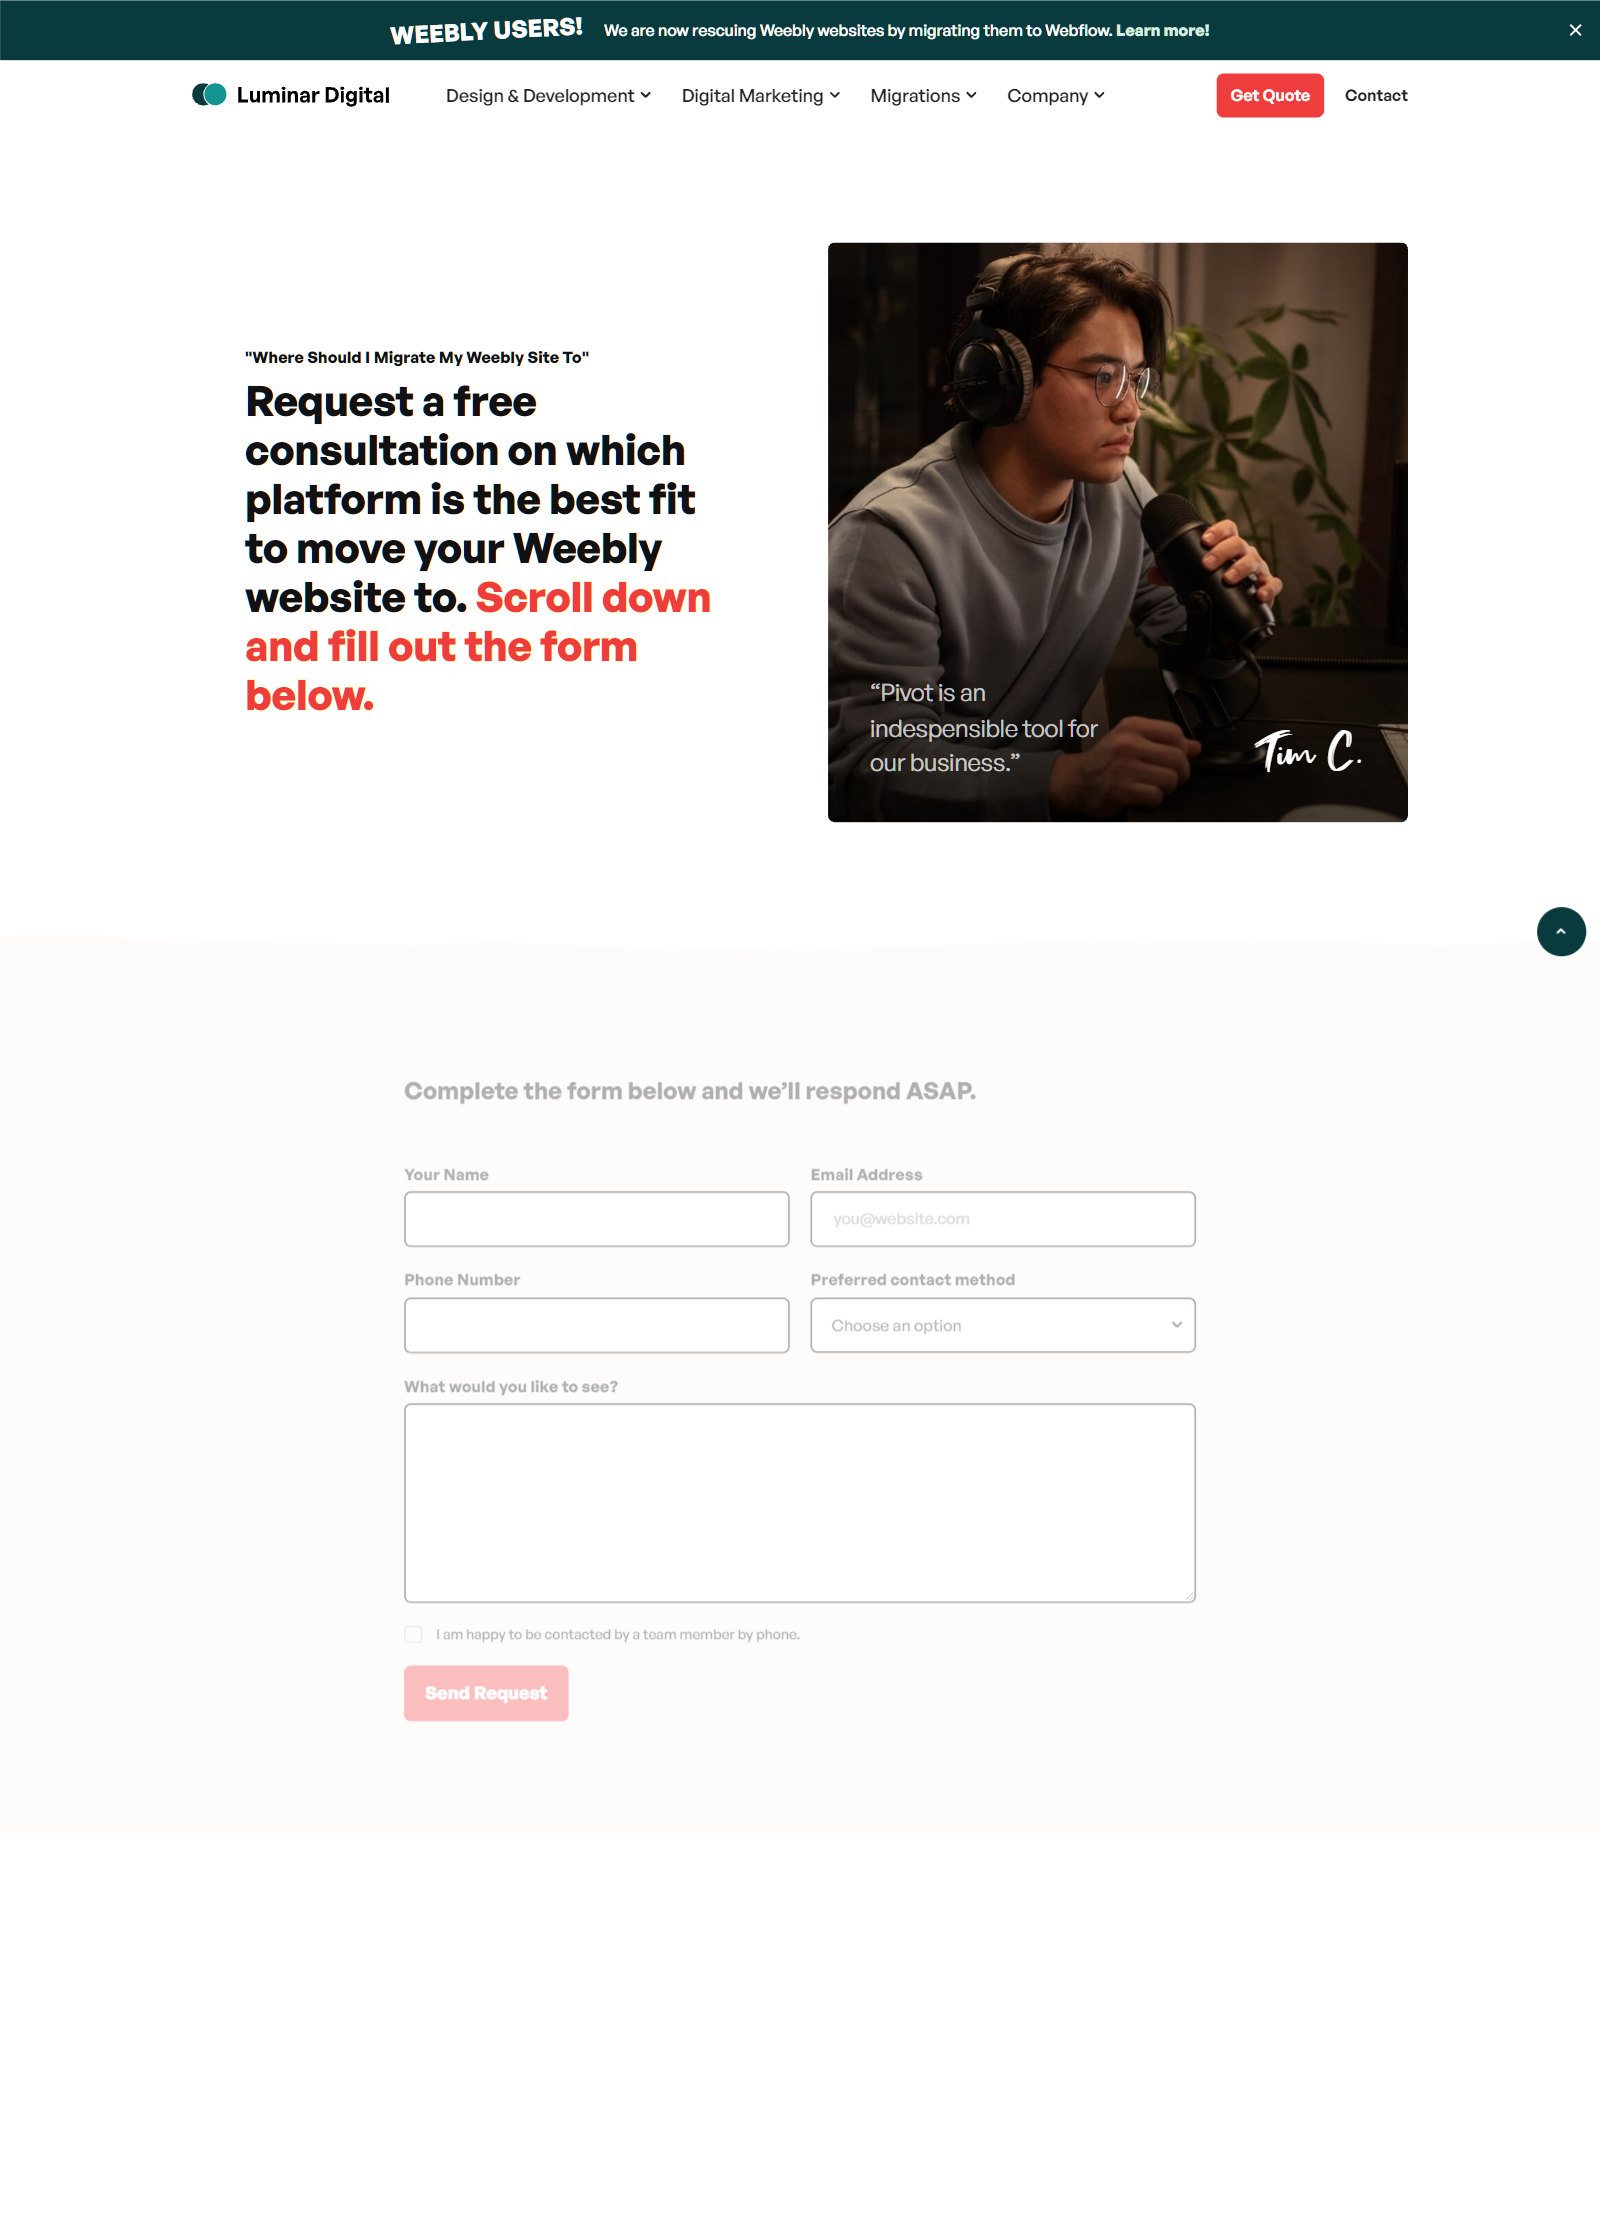 WEEBLY USERS! We are now rescuing Weebly websites by migrating them to Webflow. Learn more!
Luminar Digital Design & Development Digital Marketing Migrations Company Get Quote Contact
"Where Should I Migrate My Weebly Site To"
Request a free
consultation on which
platform is the best fit
to move your Weebly
website to. Scroll down
and fill out the form
below.
“Pivot is an
indespensible tool for
our business.”
Tim C.
Complete the form below and we’ll respond ASAP.
Your Name Email Address
you@website.com
Phone Number Preferred contact method
Choose an option
What would you like to see?
I am happy to be contacted by a team member by phone.
Send Request